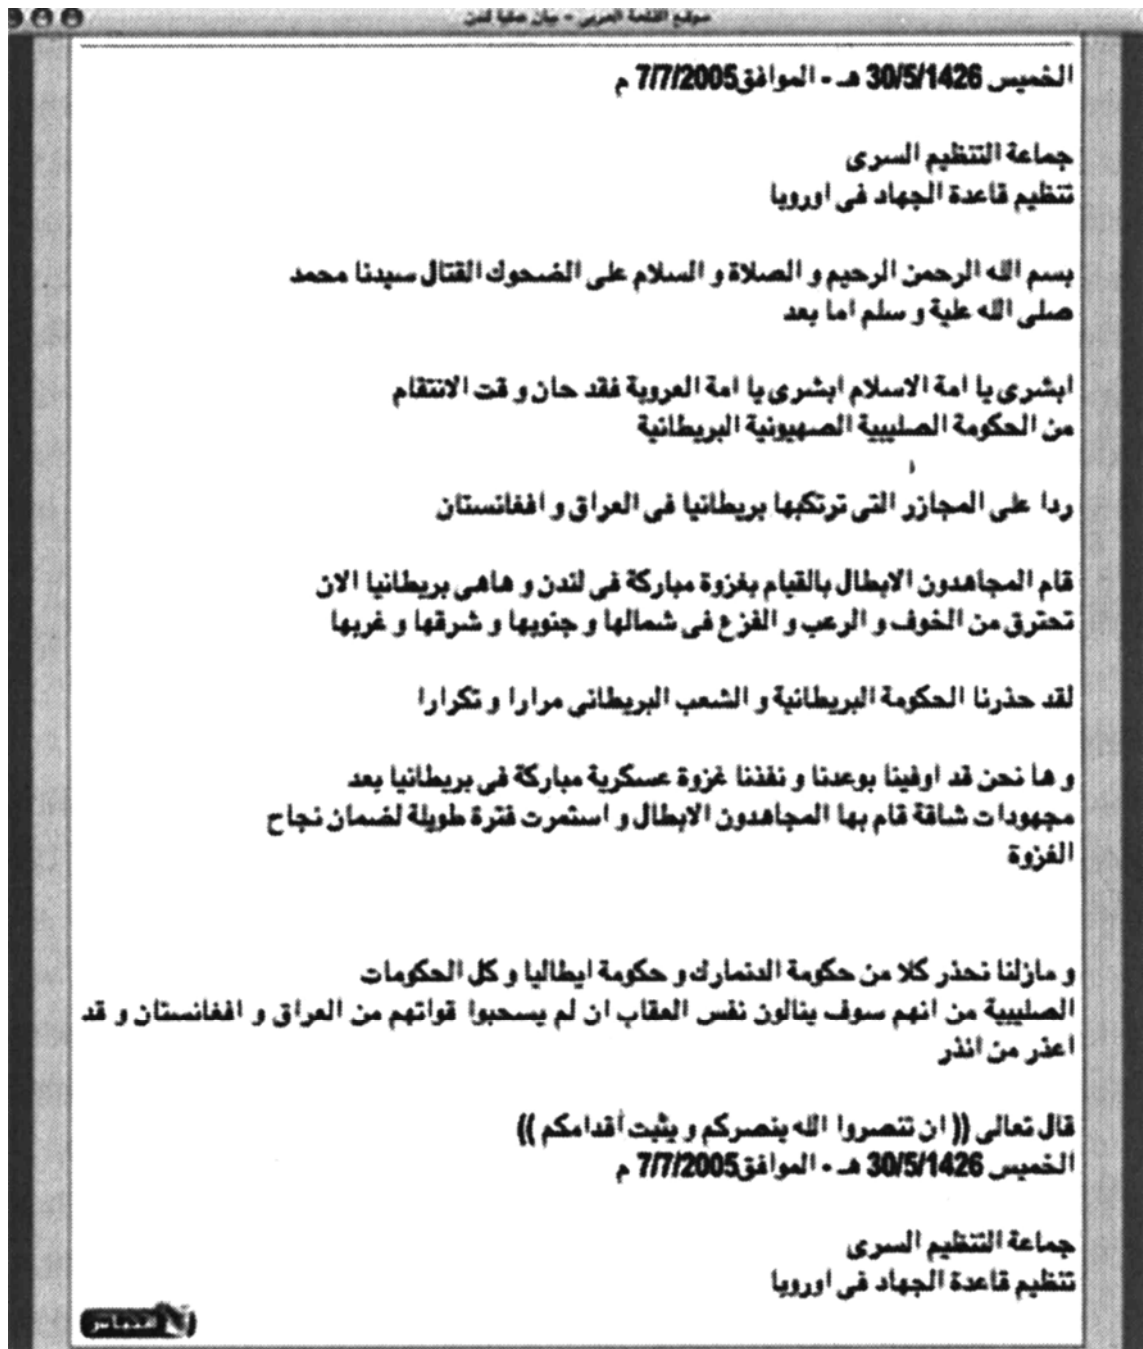 موقع القلعة العربي - بيان عملية لندن
الخميس 30/5/1426 هـ - الموافق7/7/2005 م
جماعة التنظيم السرى
تنظيم قاعدة الجهاد فى اوروبا
بسم الله الرحمن الرحيم و الصلاة و السلام على الضحوك القتال سيدنا محمد
صلى الله علية و سلم اما بعد
ابشرى يا امة الاسلام ابشرى يا امة العروبة فقد حان و قت الانتقام
من الحكومة الصليبية الصهيونية البريطانية
ردا على المجازر التى ترتكبها بريطانيا فى العراق و افغانستان
قام المجاهدون الابطال بالقيام بغزوة مباركة فى لندن و هاهى بريطانيا الان
تحترق من الخوف و الرعب و الفزع فى شمالها و جنوبها و شرقها و غربها
لقد حذرنا الحكومة البريطانية و الشعب البريطانى مرارا و تكرارا
و ها نحن قد اوفينا بوعدنا و نفذنا غزوة عسكرية مباركة فى بريطانيا بعد
مجهودات شاقة قام بها المجاهدون الابطال و استمرت فترة طويلة لضمان نجاح
الغزوة
و مازلنا نحذر كلا من حكومة الدنمارك و حكومة ايطاليا و كل الحكومات
الصليبية من انهم سوف ينالون نفس العقاب ان لم يسحبوا قواتهم من العراق و افغانستان و قد
اعذر من انذر
قال تعالى (( ان تنصروا الله ينصركم و يثبت أقدامكم ))
الخميس 30/5/1426 هـ - الموافق7/7/2005 م
جماعة التنظيم السرى
تنظيم قاعدة الجهاد فى اوروبا